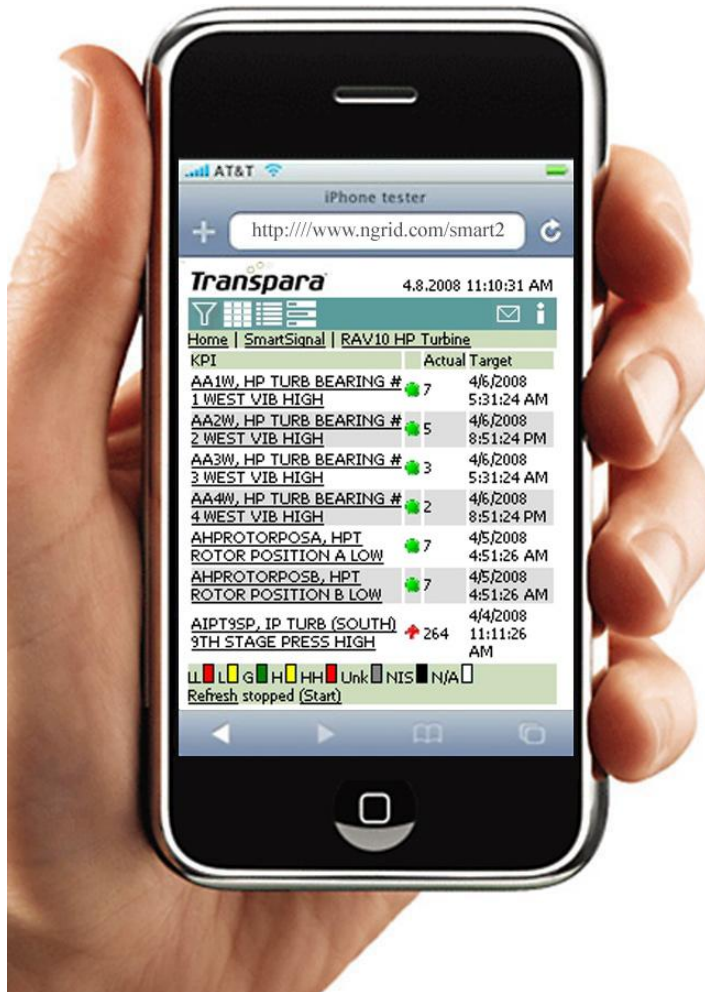 AT&T
iPhone tester
http:////www.ngrid.com/smart2
Transpara 4.8.2008 11:10:31 AM
Home | SmartSignal | RAV10 HP Turbine
KPI Actual Target
AA1W, HP TURB BEARING # 7 4/6/2008
1 WEST VIB HIGH 5:31:24 AM
AA2W, HP TURB BEARING # 5 4/6/2008
2 WEST VIB HIGH 8:51:24 PM
AA3W, HP TURB BEARING # 3 4/6/2008
3 WEST VIB HIGH 5:31:24 AM
AA4W, HP TURB BEARING # 2 4/6/2008
4 WEST VIB HIGH 8:51:24 PM
AHPROTORPOSA, HPT 7 4/5/2008
ROTOR POSITION A LOW 4:51:26 AM
AHPROTORPOSB, HPT 7 4/5/2008
ROTOR POSITION B LOW 4:51:26 AM
AIPT9SP, IP TURB (SOUTH) 264 4/4/2008
9TH STAGE PRESS HIGH 11:11:26
AM
LL L G H HH Unk NIS N/A
Refresh stopped (Start)